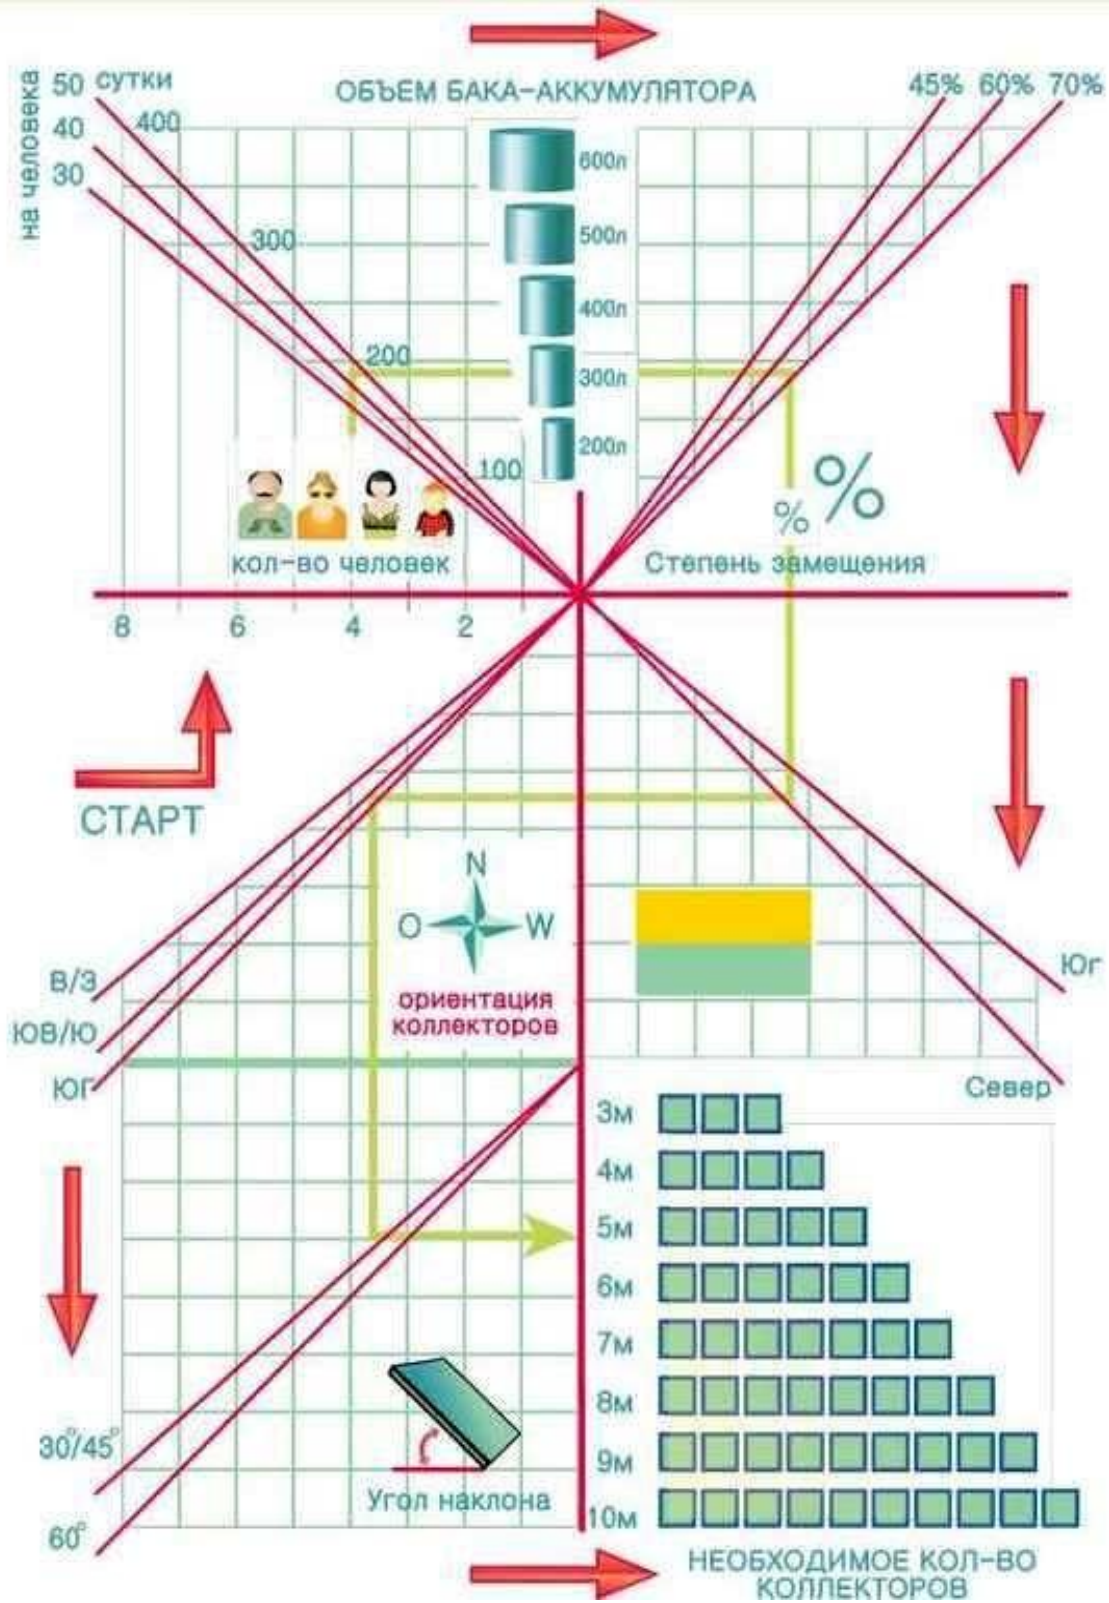 на человека
50 сутки
40
30
ОБЪЕМ БАКА-АККУМУЛЯТОРА
45% 60% 70%
400
300
200
100
600л
500л
400л
300л
200л
% %
кол-во человек
Степень замещения
8 6 4 2
СТАРТ
N
O W
ориентация
коллекторов
В/З
ЮВ/Ю
ЮГ
Юг
Север
3м
4м
5м
6м
7м
8м
9м
10м
30°/45°
60°
Угол наклона
НЕОБХОДИМОЕ КОЛ-ВО
КОЛЛЕКТОРОВ